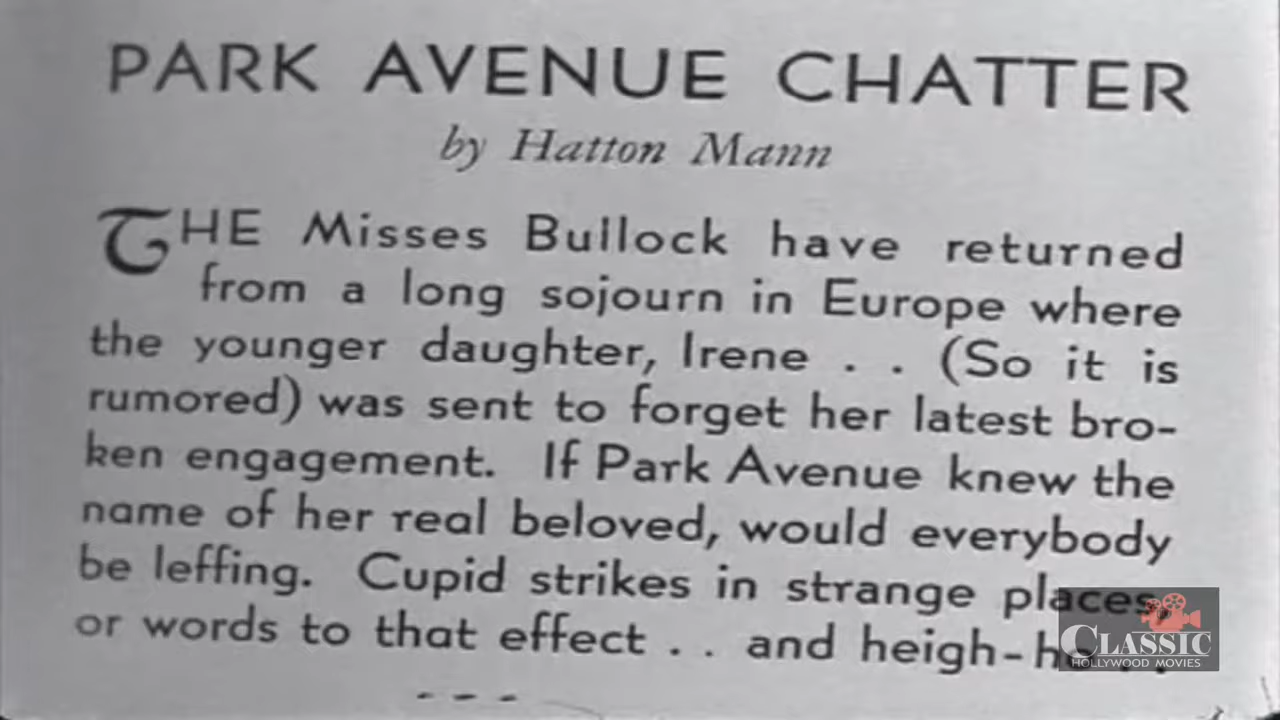 PARK AVENUE CHATTER
by Hatton Mann
THE Misses Bullock have returned
from a long sojourn in Europe where
the younger daughter, Irene . . (So it is
rumored) was sent to forget her latest bro-
ken engagement. If Park Avenue knew the
name of her real beloved, would everybody
be leffing. Cupid strikes in strange places,
or words to that effect . . and heigh-ho . .
- - -
CLASSIC
HOLLYWOOD MOVIES